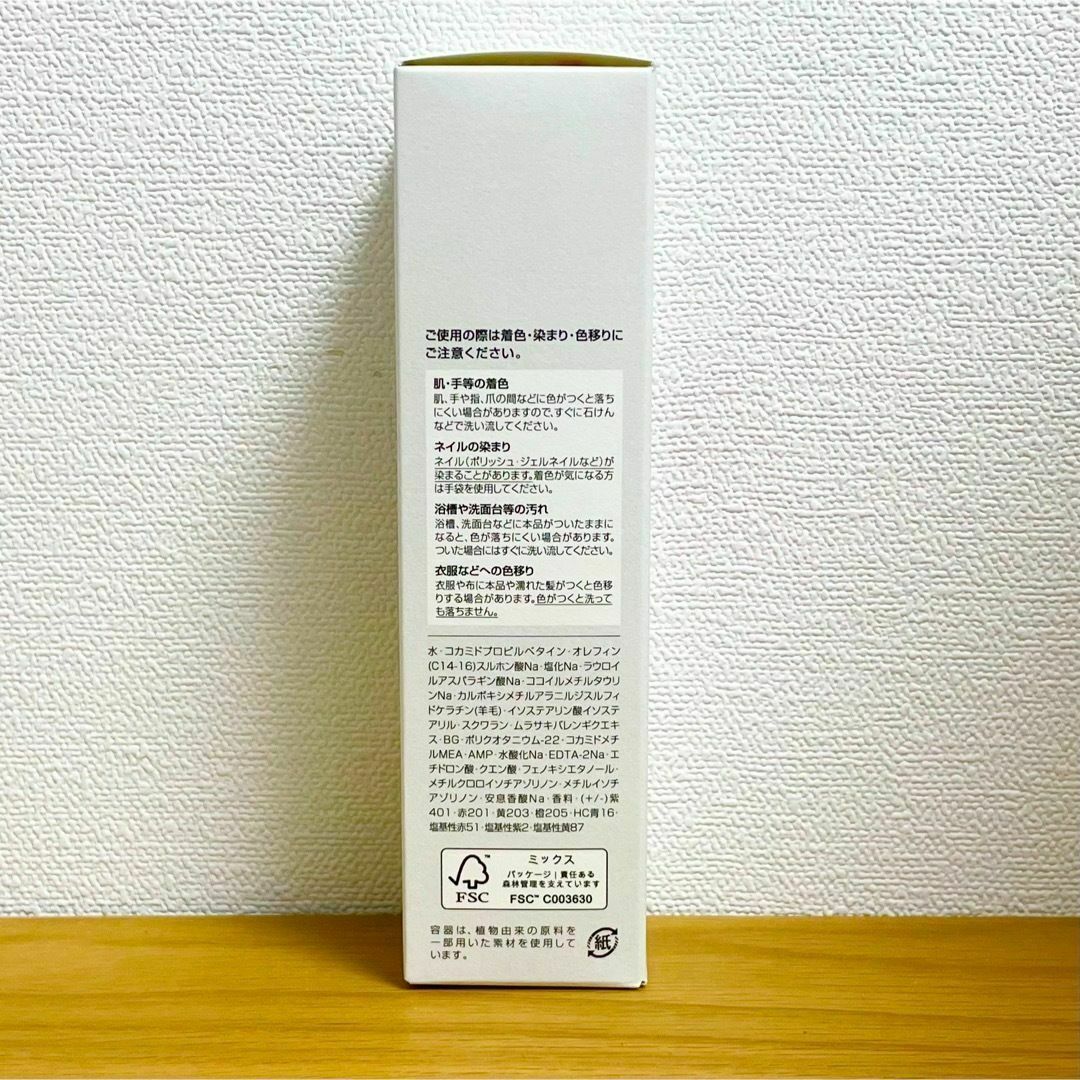 ご使用の際は着色・染まり・色移りに
ご注意ください。
肌・手等の着色
肌、手や指、爪の間などに色がつくと落ち
にくい場合がありますので、すぐに石けん
などで洗い流してください。
ネイルの染まり
ネイル(ポリッシュ・ジェルネイルなど)が
染まることがあります。着色が気になる方
は手袋を使用してください。
浴槽や洗面台等の汚れ
浴槽、洗面台などに本品がついたままに
なると、色が落ちにくい場合があります。
ついた場合にはすぐに洗い流してください。
衣服などへの色移り
衣服や布に本品や濡れた髪がつくと色移
りする場合があります。色がつくと洗って
も落ちません。
水・コカミドプロピルベタイン・オレフィン
(C14-16)スルホン酸Na・塩化Na・ラウロイ
ルアスパラギン酸Na・ココイルメチルタウリ
ンNa・カルボキシメチルアラニルジスルフィ
ドケラチン(羊毛)・イソステアリン酸イソステ
アリル・スクワラン・ムラサキバレンギクエキ
ス・BG・ポリクオタニウム-22・コカミドメチ
ルMEA・AMP・水酸化Na・EDTA-2Na・エ
チドロン酸・クエン酸・フェノキシエタノール・
メチルクロロイソチアゾリノン・メチルイソチ
アゾリノン・安息香酸Na・香料・(+/-)紫
401・赤201・黄203・橙205・HC青16・
塩基性赤51・塩基性紫2・塩基性黄87
FSC
ミックス
パッケージ|責任ある
森林管理を支えています
FSC™ C003630
容器は、植物由来の原料を
一部用いた素材を使用して
います。
紙